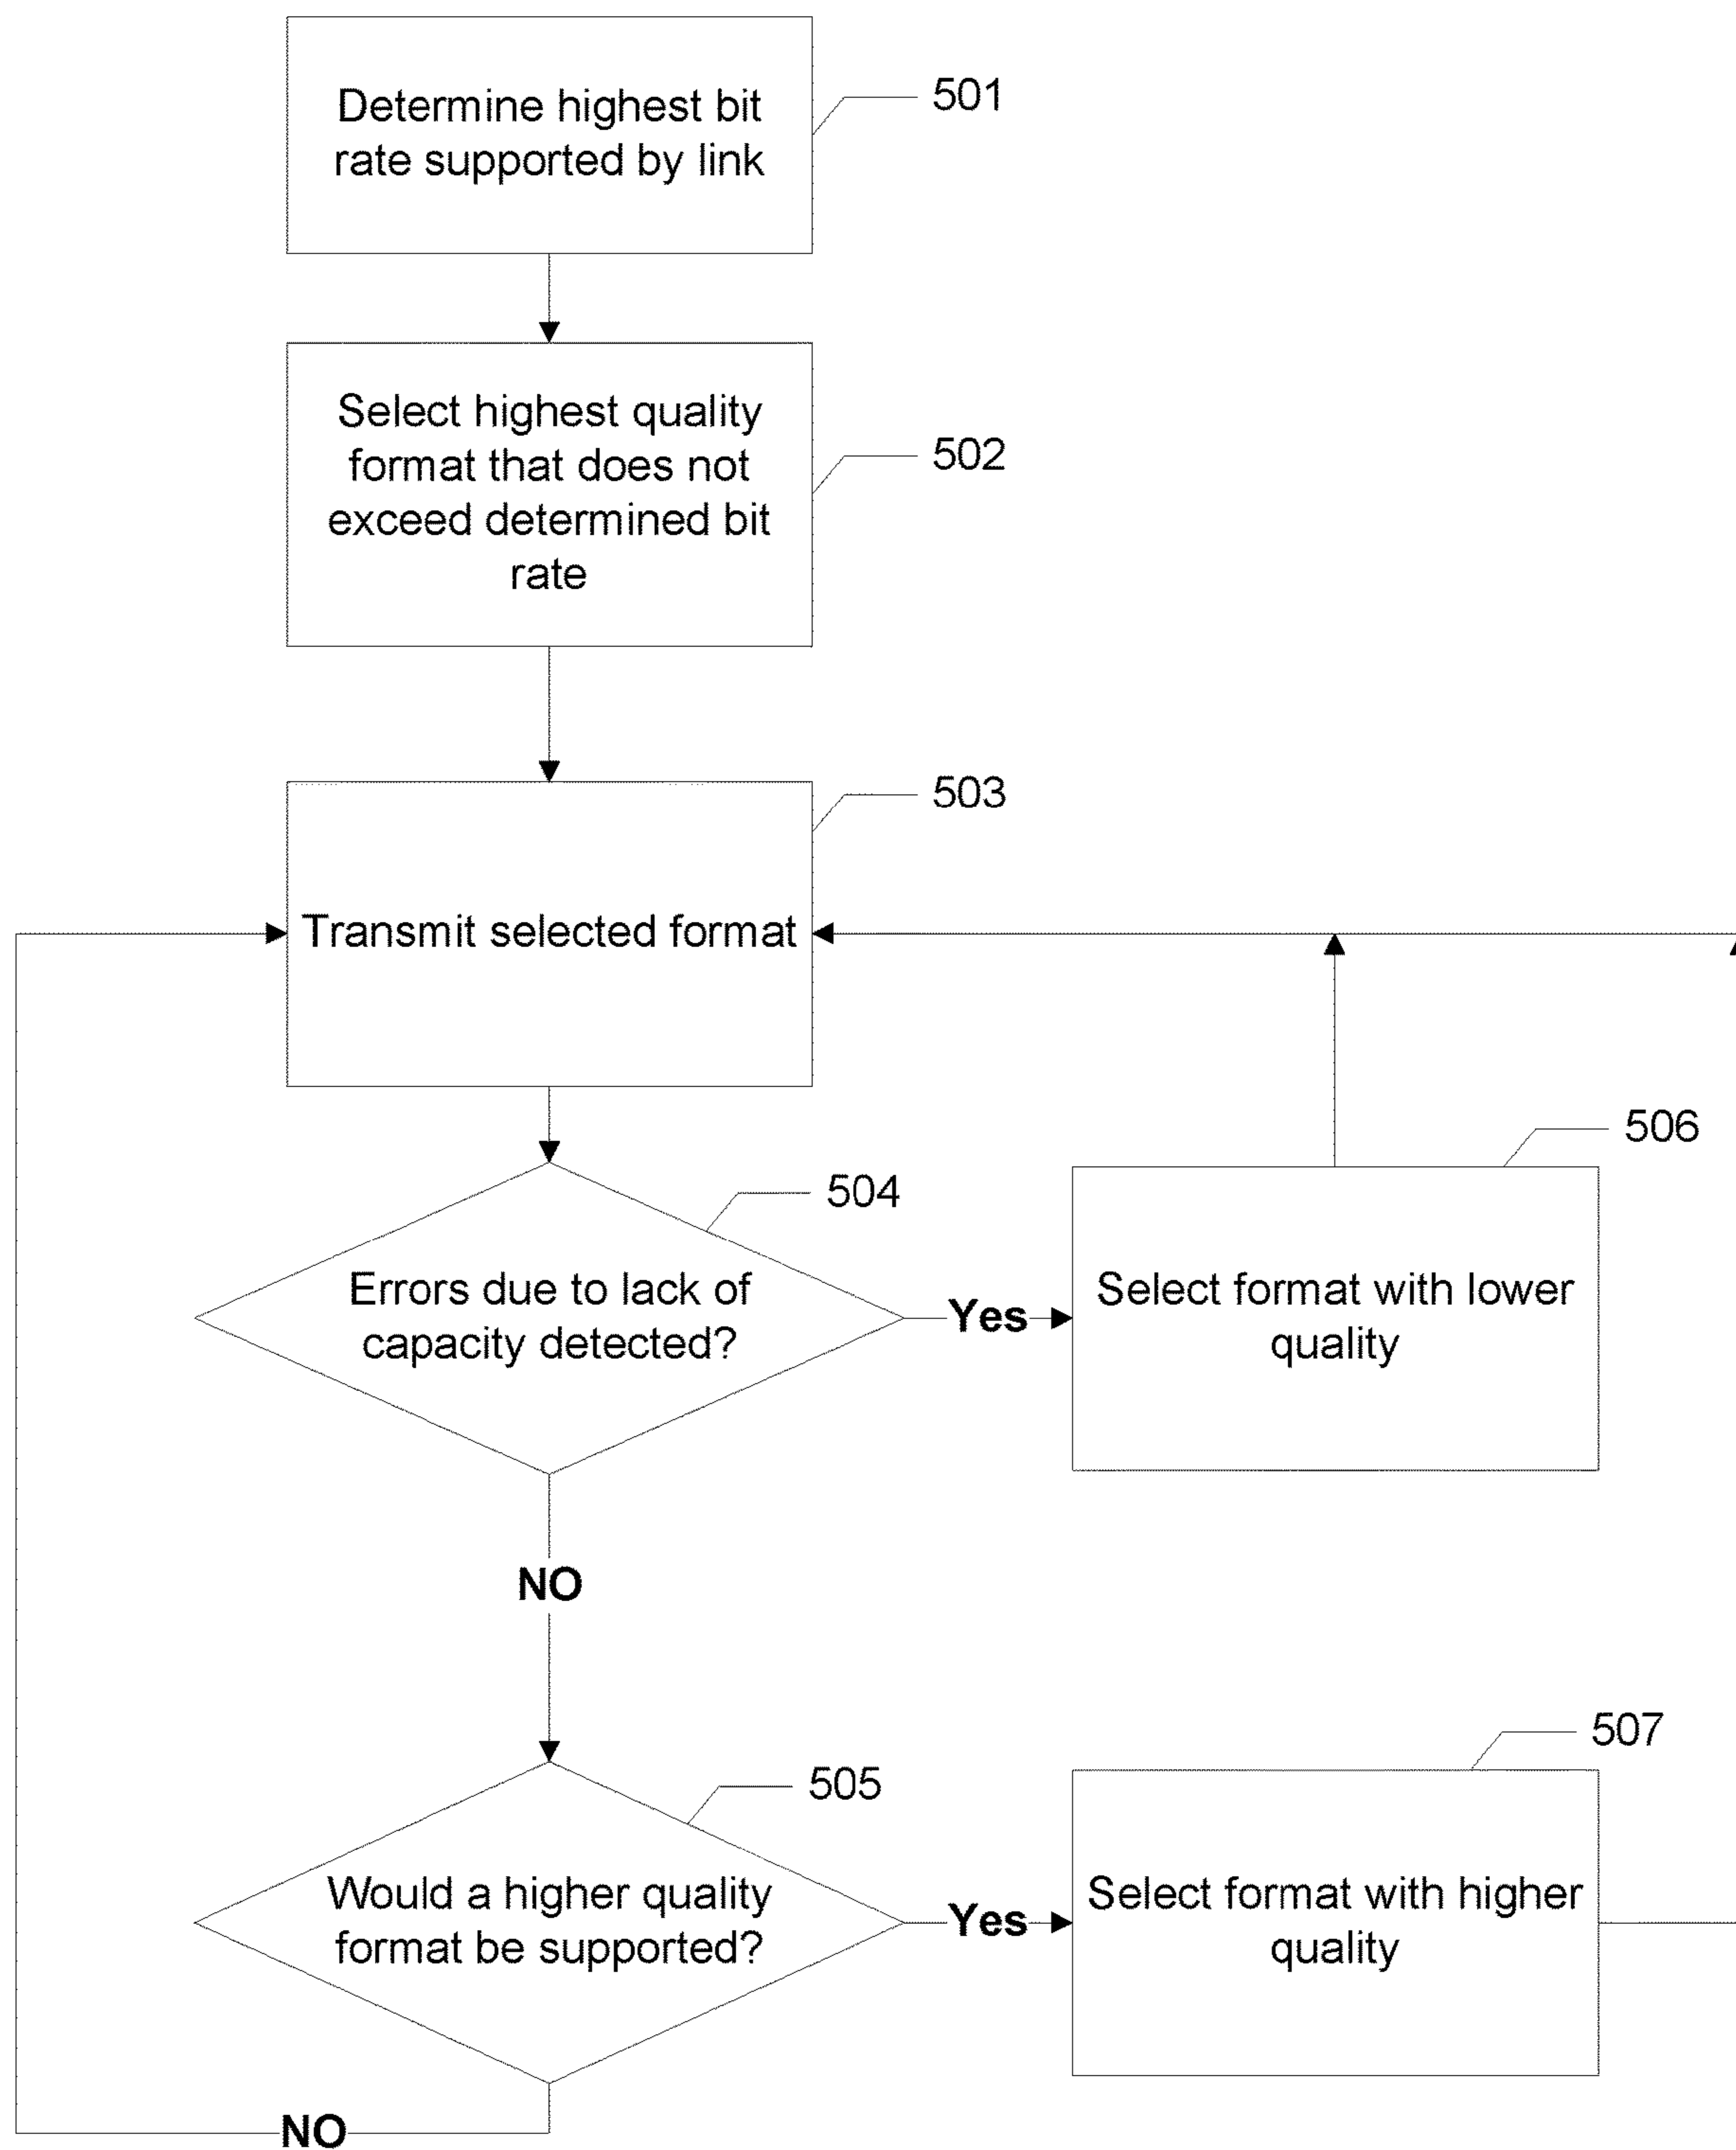 Determine highest bit
rate supported by link
501
Select highest quality
format that does not
exceed determined bit
rate
502
503
Transmit selected format
504
Errors due to lack of
capacity detected?
Yes
506
Select format with lower
quality
NO
505
Would a higher quality
format be supported?
Yes
507
Select format with higher
quality
NO